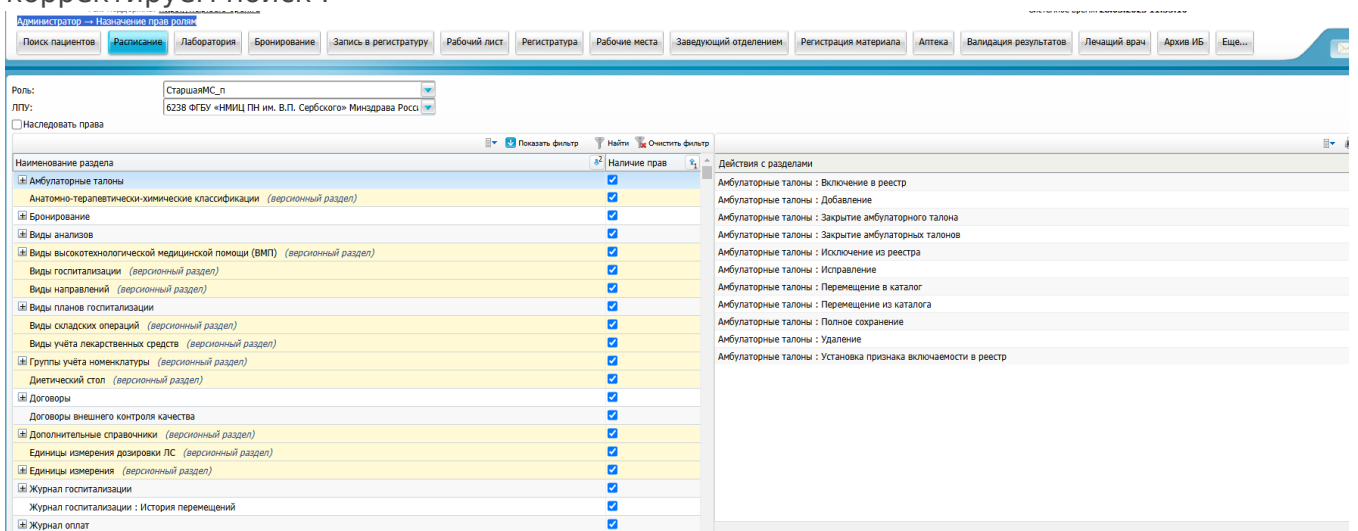 корректируем поиск :
Администратор → Назначение прав ролям
Поиск пациентов Расписание Лаборатория Бронирование Запись в регистратуру Рабочий лист Регистратура Рабочие места Заведующий отделением Регистрация материала Аптека Валидация результатов Лечащий врач Архив ИБ Еще...
Роль: СтаршаяМС_п
ЛПУ: 6238 ФГБУ «НМИЦ ПН им. В.П. Сербского» Минздрава Росс
Наследовать права
Показать фильтр Найти Очистить фильтр
Наименование раздела 2 Наличие прав 1 Действия с разделами
Амбулаторные талоны
Анатомо-терапевтически-химические классификации (версионный раздел)
Бронирование
Виды анализов
Виды высокотехнологической медицинской помощи (ВМП) (версионный раздел)
Виды госпитализации (версионный раздел)
Виды направлений (версионный раздел)
Виды планов госпитализации
Виды складских операций (версионный раздел)
Виды учёта лекарственных средств (версионный раздел)
Группы учёта номенклатуры (версионный раздел)
Диетический стол (версионный раздел)
Договоры
Договоры внешнего контроля качества
Дополнительные справочники (версионный раздел)
Единицы измерения дозировки ЛС (версионный раздел)
Единицы измерения (версионный раздел)
Журнал госпитализации
Журнал госпитализации : История перемещений
Журнал оплат
Амбулаторные талоны : Включение в реестр
Амбулаторные талоны : Добавление
Амбулаторные талоны : Закрытие амбулаторного талона
Амбулаторные талоны : Закрытие амбулаторных талонов
Амбулаторные талоны : Исключение из реестра
Амбулаторные талоны : Исправление
Амбулаторные талоны : Перемещение в каталог
Амбулаторные талоны : Перемещение из каталога
Амбулаторные талоны : Полное сохранение
Амбулаторные талоны : Удаление
Амбулаторные талоны : Установка признака включаемости в реестр